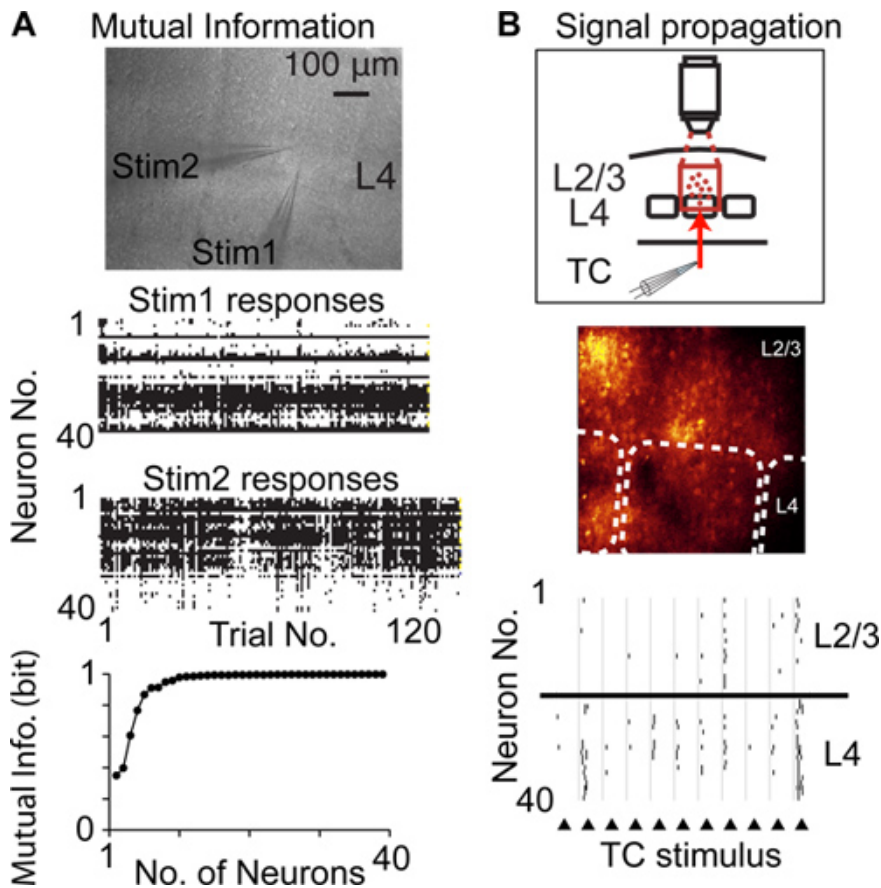 A Mutual Information
100 µm
Stim2
L4
Stim1
Stim1 responses
1
40
Neuron No.
Stim2 responses
1
40
1 Trial No. 120
Mutual Info. (bit)
1
0
1 No. of Neurons 40
B Signal propagation
L2/3
L4
TC
L2/3
L4
Neuron No.
1
L2/3
L4
40
TC stimulus